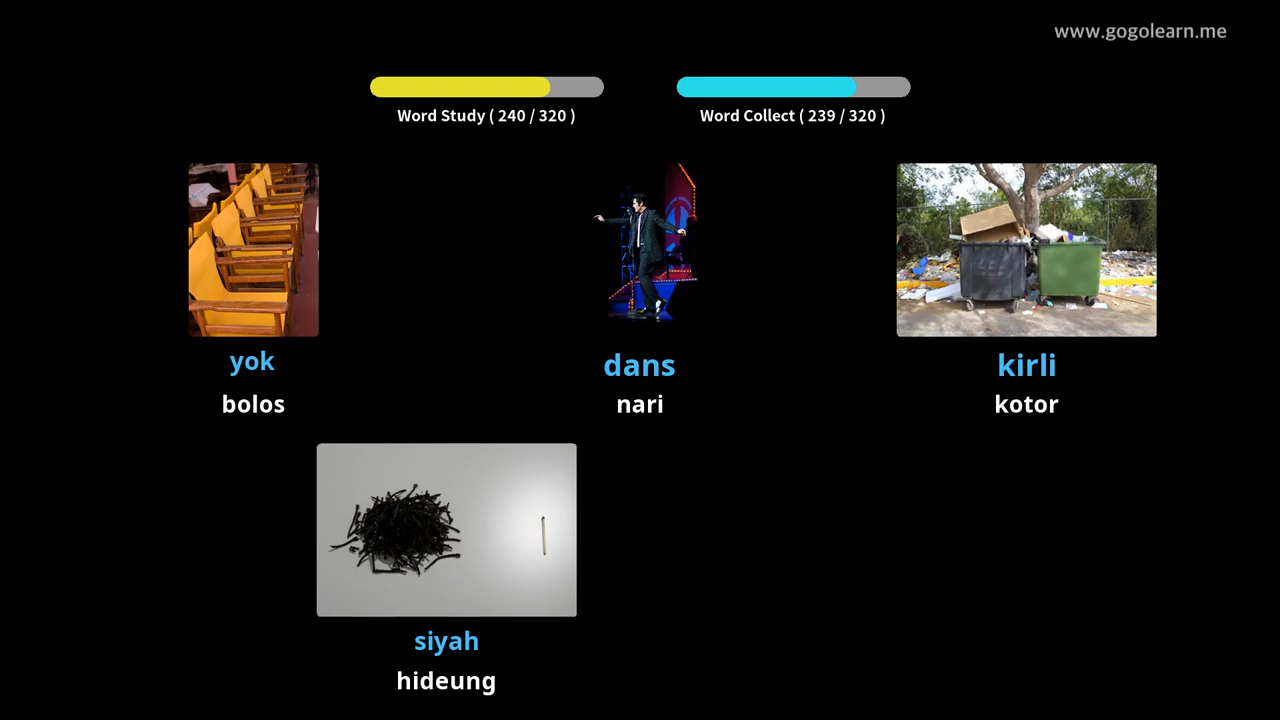 www.gogolearn.me
Word Study ( 240 / 320 )
Word Collect ( 239 / 320 )
yok
bolos
dans
nari
kirli
kotor
siyah
hideung